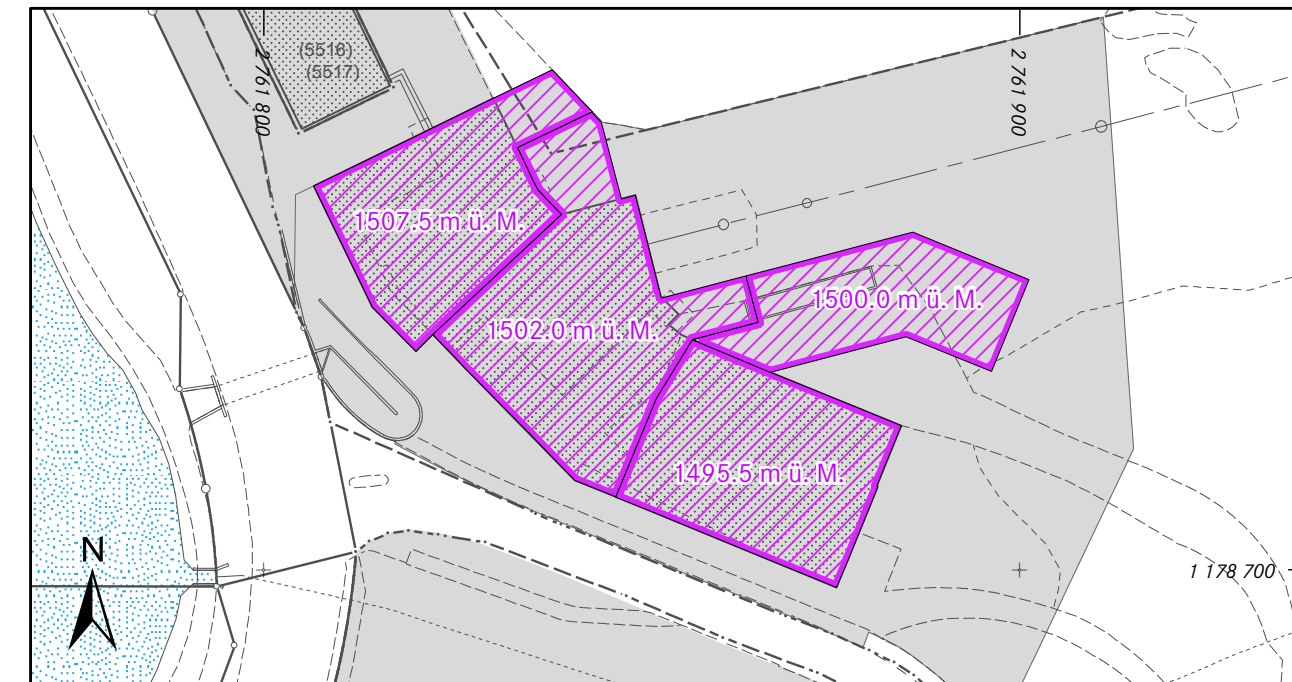 (5516)
(5517)
2 761 800
2 761 900
1507.5 m ü. M.
1500.0 m ü. M.
1502.0 m ü. M.
1495.5 m ü. M.
N
1 178 700